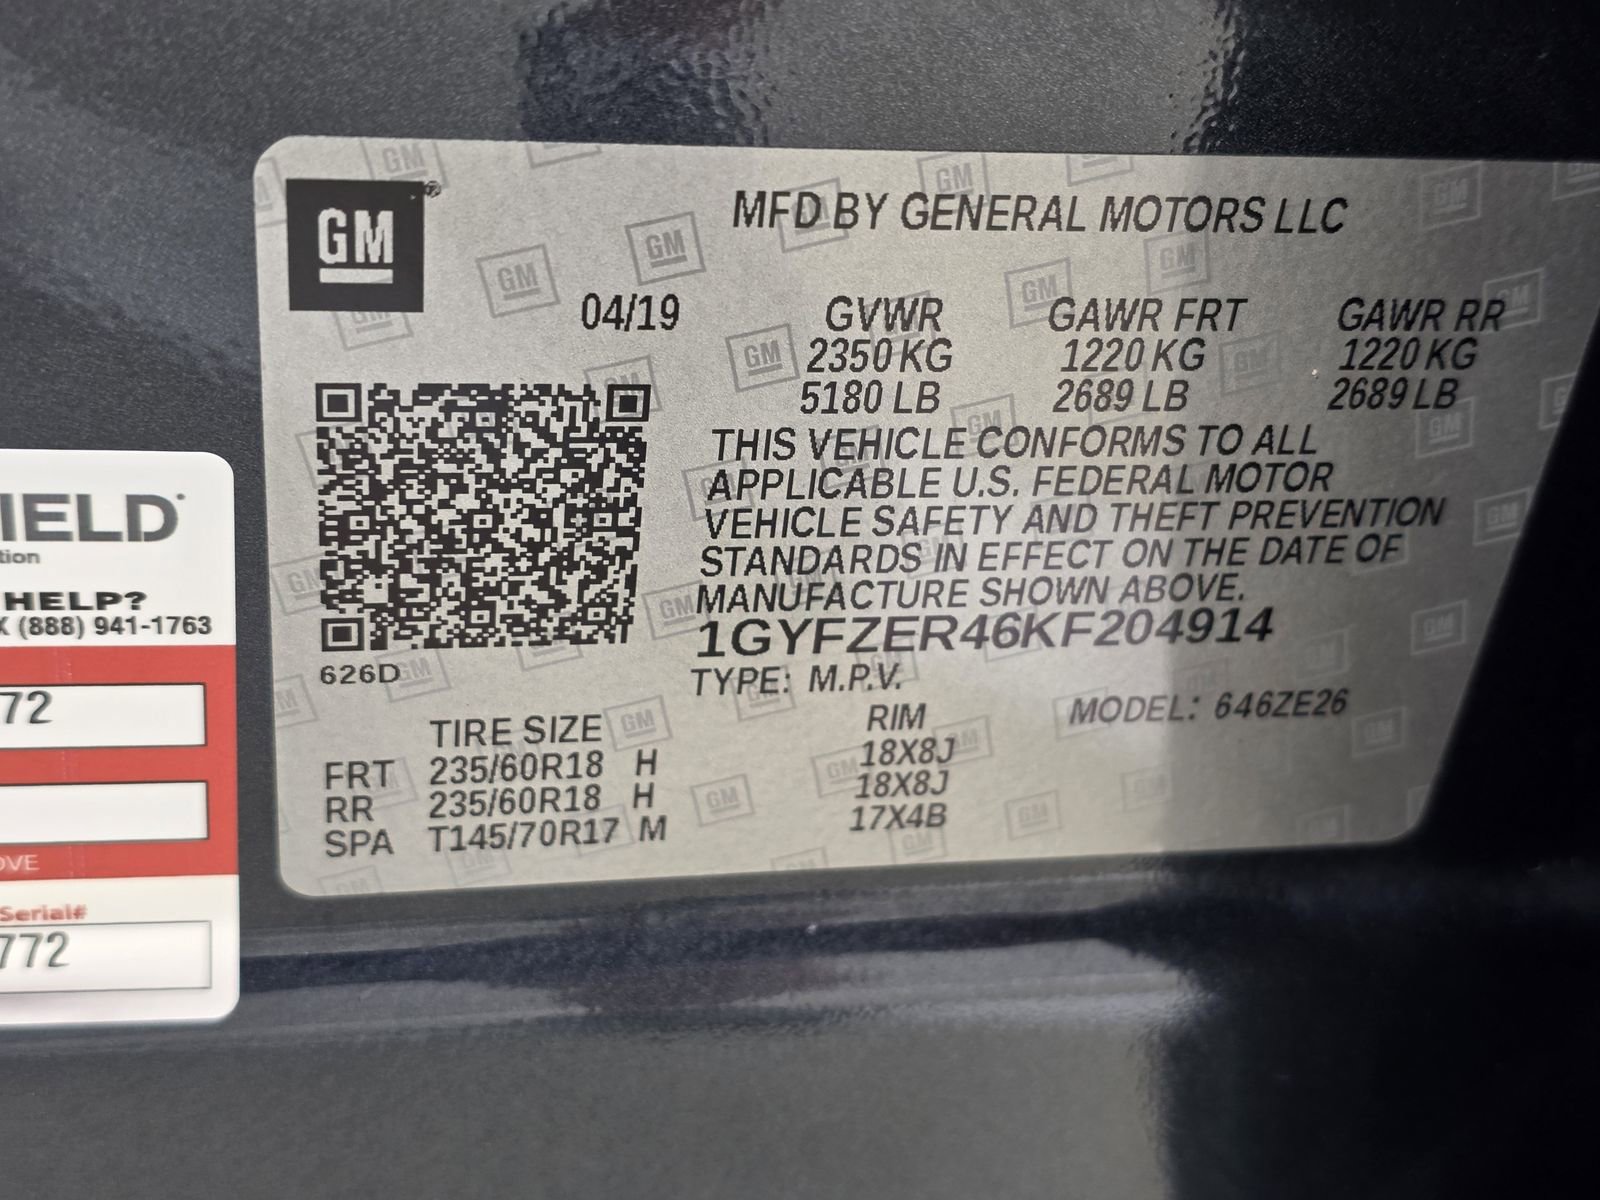 GM
MFD BY GENERAL MOTORS LLC
04/19
GVWR GAWR FRT GAWR RR
2350 KG 1220 KG 1220 KG
5180 LB 2689 LB 2689 LB
THIS VEHICLE CONFORMS TO ALL
APPLICABLE U.S. FEDERAL MOTOR
VEHICLE SAFETY AND THEFT PREVENTION
STANDARDS IN EFFECT ON THE DATE OF
MANUFACTURE SHOWN ABOVE.
1GYFZER46KF204914
626D
TYPE: M.P.V. MODEL: 646ZE26
TIRE SIZE RIM
FRT 235/60R18 H 18X8J
RR 235/60R18 H 18X8J
SPA T145/70R17 M 17X4B
IELD
tion
HELP?
X (888) 941-1763
72
OVE
Serial#
772